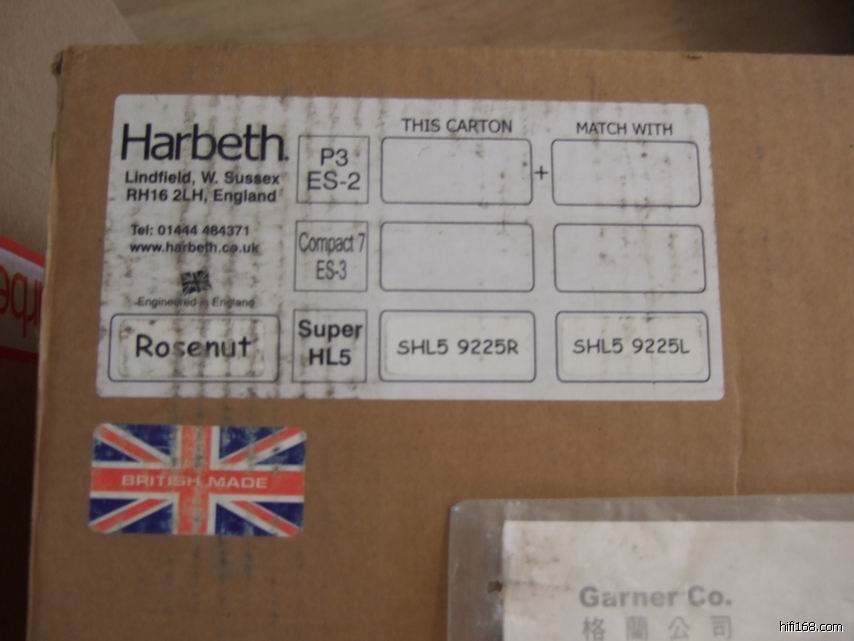 Harbeth.
Lindfield, W. Sussex
RH16 2LH, England
Tel: 01444 484371
www.harbeth.co.uk
Engineered in England
Rosenut
THIS CARTON
MATCH WITH
P3
ES-2
+
Compact 7
ES-3
Super
HL5
SHL5 9225R
SHL5 9225L
BRITISH MADE
Garner Co.
格蘭公司
hifi168.com